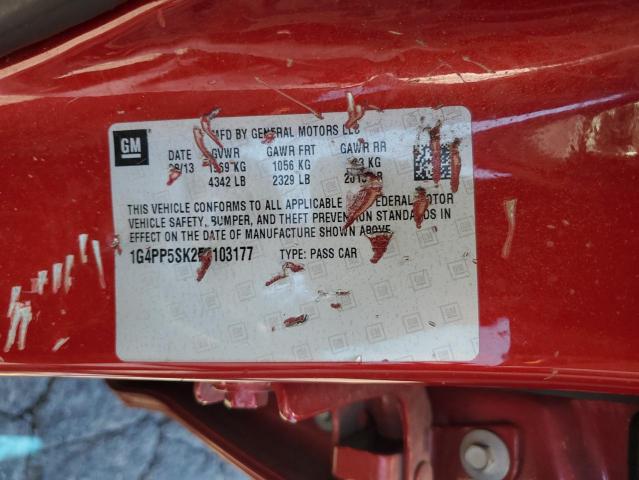 GM
MFD BY GENERAL MOTORS LLC
DATE GVWR GAWR FRT GAWR RR
1056 KG KG
4342 LB 2329 LB
THIS VEHICLE CONFORMS TO ALL APPLICABLE FEDERAL MOTOR
VEHICLE SAFETY, BUMPER, AND THEFT PREVENTION STANDARDS IN
EFFECT ON THE DATE OF MANUFACTURE SHOWN ABOVE.
TYPE: PASS CAR